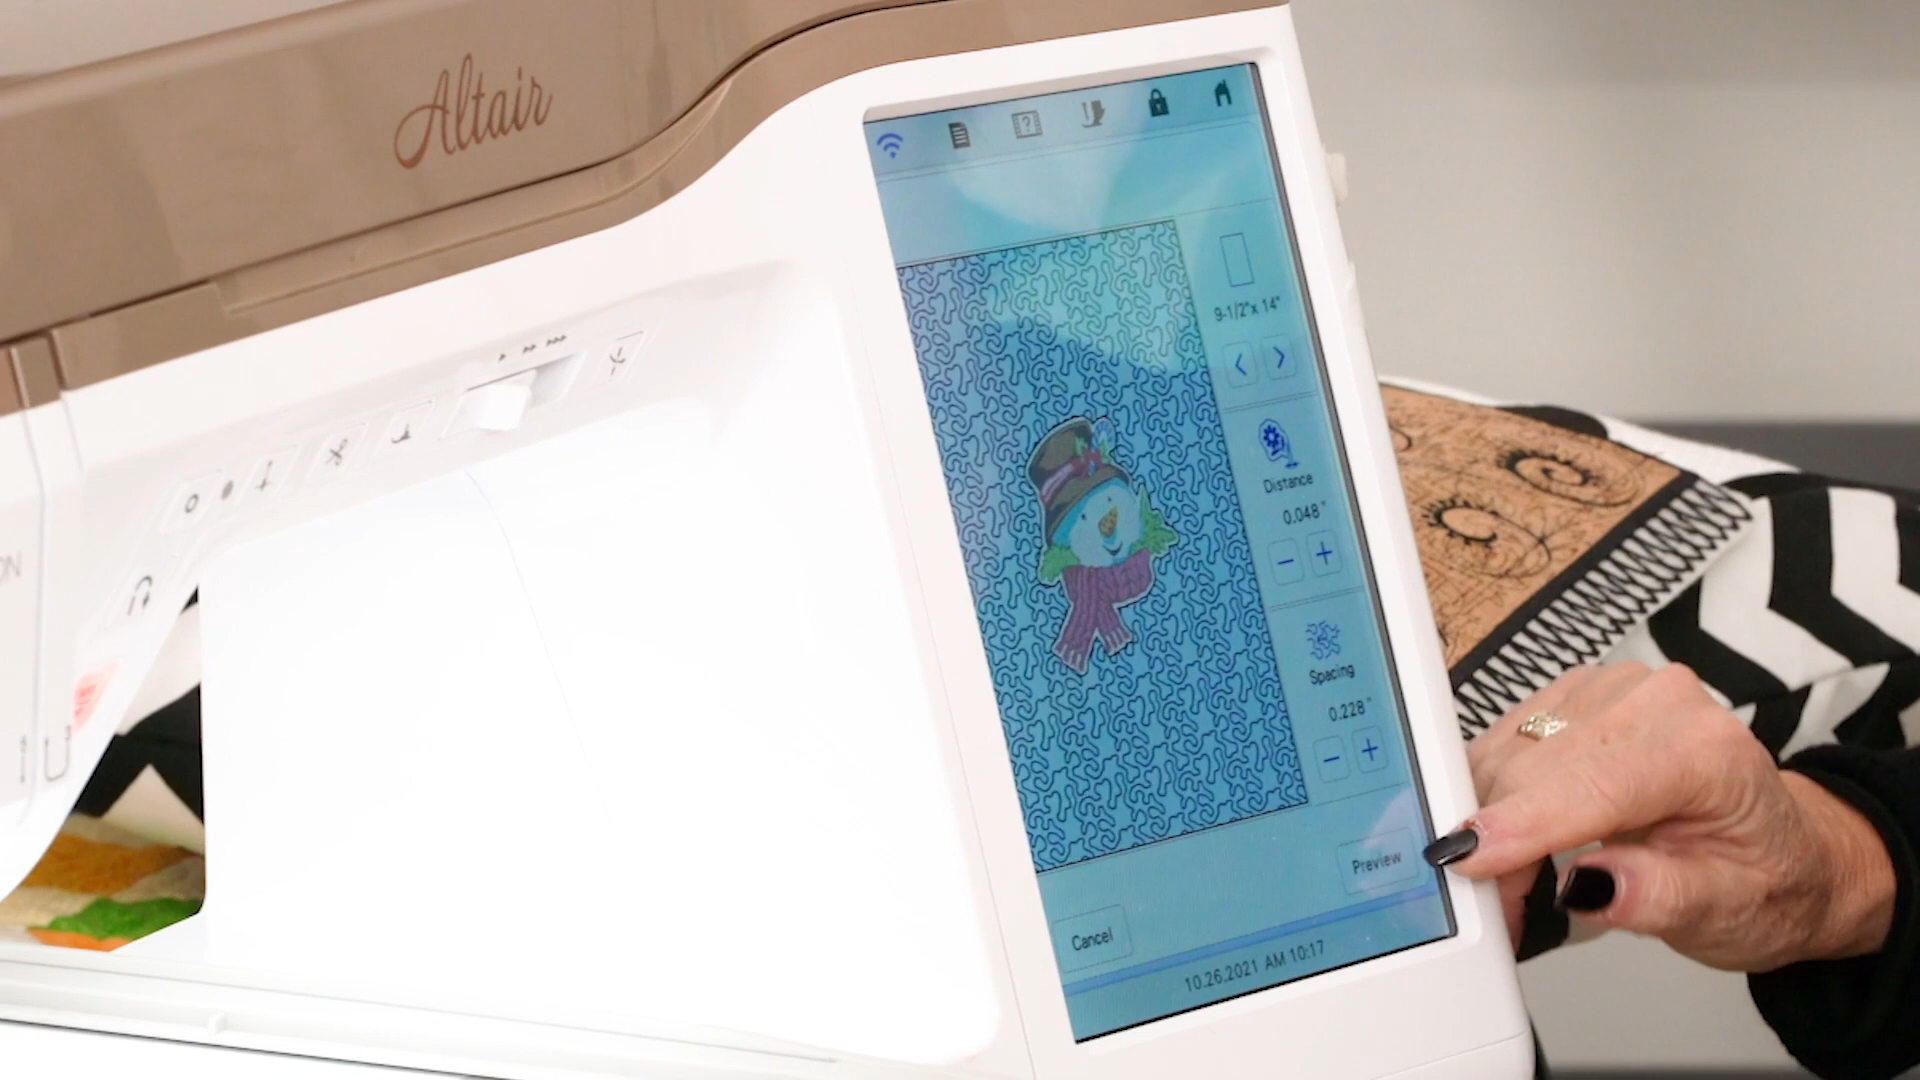 Altair
9-1/2"x 14"
Distance
0.048"
Spacing
0.228"
Preview
Cancel
10.26.2021 AM 10:17
ON